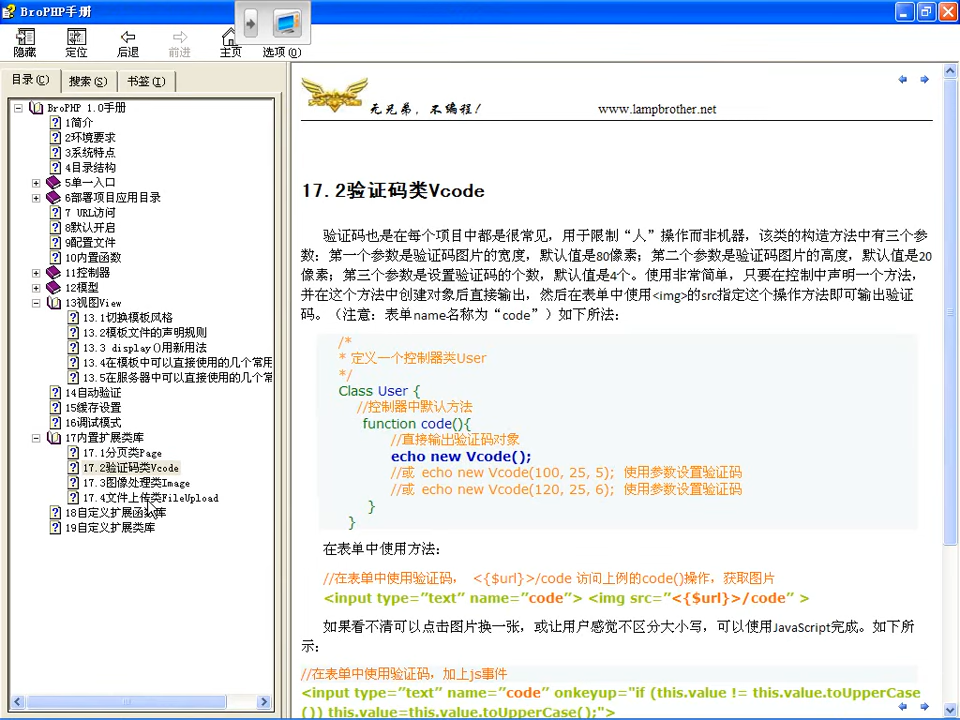 BroPHP手册
隐藏
定位
后退
前进
主页
选项(O)
目录(C)
搜索(S)
书签(I)
BroPHP 1.0手册
1简介
2环境要求
3系统特点
4目录结构
5单一入口
6部署项目应用目录
7 URL访问
8默认开启
9配置文件
10内置函数
11控制器
12模型
13视图View
13.1切换模板风格
13.2模板文件的声明规则
13.3 display()用新用法
13.4在模板中可以直接使用的几个常用
13.5在服务器中可以直接使用的几个常
14自动验证
15缓存设置
16调试模式
17内置扩展类库
17.1分页类Page
17.2验证码类Vcode
17.3图像处理类Image
17.4文件上传类FileUpload
18自定义扩展函数库
19自定义扩展类库
无兄弟，不编程！
www.lampbrother.net
17.2验证码类Vcode
验证码也是在每个项目中都是很常见，用于限制“人”操作而非机器，该类的构造方法中有三个参
数：第一个参数是验证码图片的宽度，默认值是80像素；第二个参数是验证码图片的高度，默认值是20
像素；第三个参数是设置验证码的个数，默认值是4个。使用非常简单，只要在控制中声明一个方法，
并在这个方法中创建对象后直接输出，然后在表单中使用<img>的src指定这个操作方法即可输出验证
码。（注意：表单name名称为“code”）如下所法：
/*
* 定义一个控制器类User
*/
Class User {
//控制器中默认方法
function code(){
//直接输出验证码对象
echo new Vcode();
//或 echo new Vcode(100, 25, 5); 使用参数设置验证码
//或 echo new Vcode(120, 25, 6); 使用参数设置验证码
}
}
在表单中使用方法：
//在表单中使用验证码， <{$url}>/code 访问上例的code()操作，获取图片
<input type=”text” name=”code”> <img src=”<{$url}>/code” >
如果看不清可以点击图片换一张，或让用户感觉不区分大小写，可以使用JavaScript完成。如下所
示：
//在表单中使用验证码，加上js事件
<input type=”text” name=”code” onkeyup="if (this.value != this.value.toUpperCase
()) this.value=this.value.toUpperCase();">